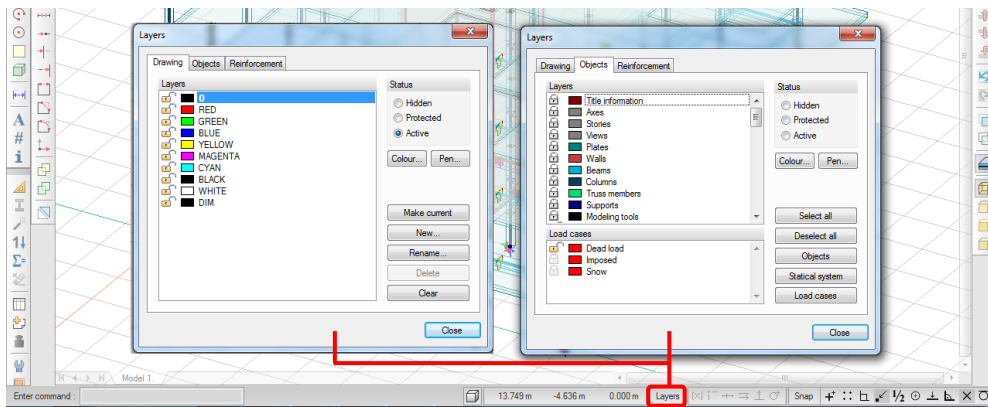 Layers
Drawing Objects Reinforcement
Layers
0
RED
GREEN
BLUE
YELLOW
MAGENTA
CYAN
BLACK
WHITE
DIM
Status
Hidden
Protected
Active
Colour... Pen...
Make current
New...
Rename...
Delete
Clear
Close
Layers
Drawing Objects Reinforcement
Layers
Title information
Axes
Stories
Views
Plates
Walls
Beams
Columns
Truss members
Supports
Modeling tools
Load cases
Dead load
Imposed
Snow
Status
Hidden
Protected
Active
Colour... Pen...
Select all
Deselect all
Objects
Statical system
Load cases
Close
Model 1
Enter command : 13.749 m -4.636 m 0.000 m Layers Snap 1/2